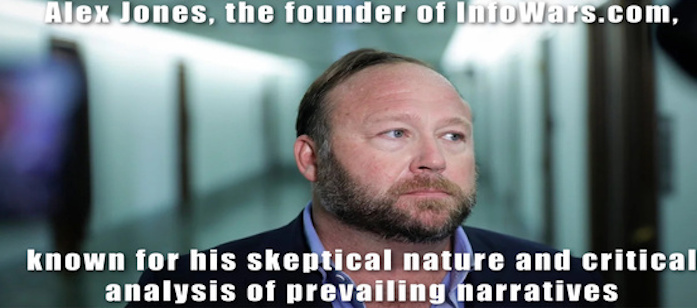 Alex Jones, the founder of InfoWars.com,
known for his skeptical nature and critical
analysis of prevailing narratives